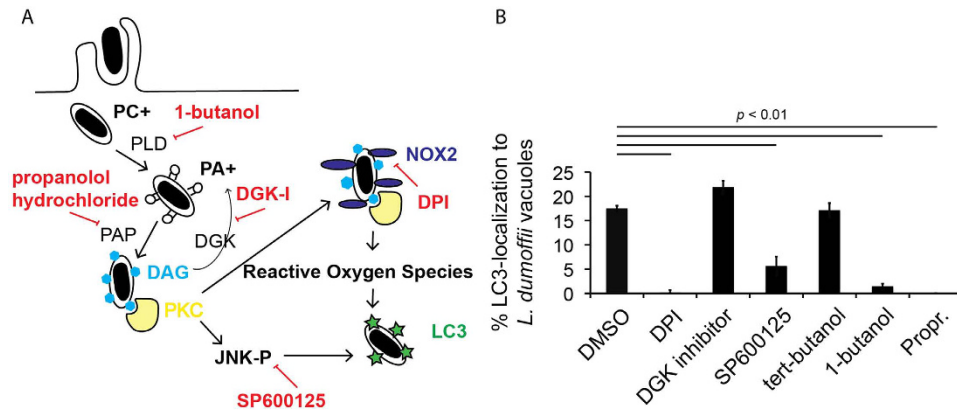 A
PC+
1-butanol
PLD
PA+
propanolol
hydrochloride
DGK-I
PAP
DGK
DAG
PKC
NOX2
DPI
Reactive Oxygen Species
LC3
JNK-P
SP600125
B
p < 0.01
% LC3-localization to
L. dumoffii vacuoles
25
20
15
10
5
0
DMSO
DPI
DGK inhibitor
SP600125
tert-butanol
1-butanol
Propr.